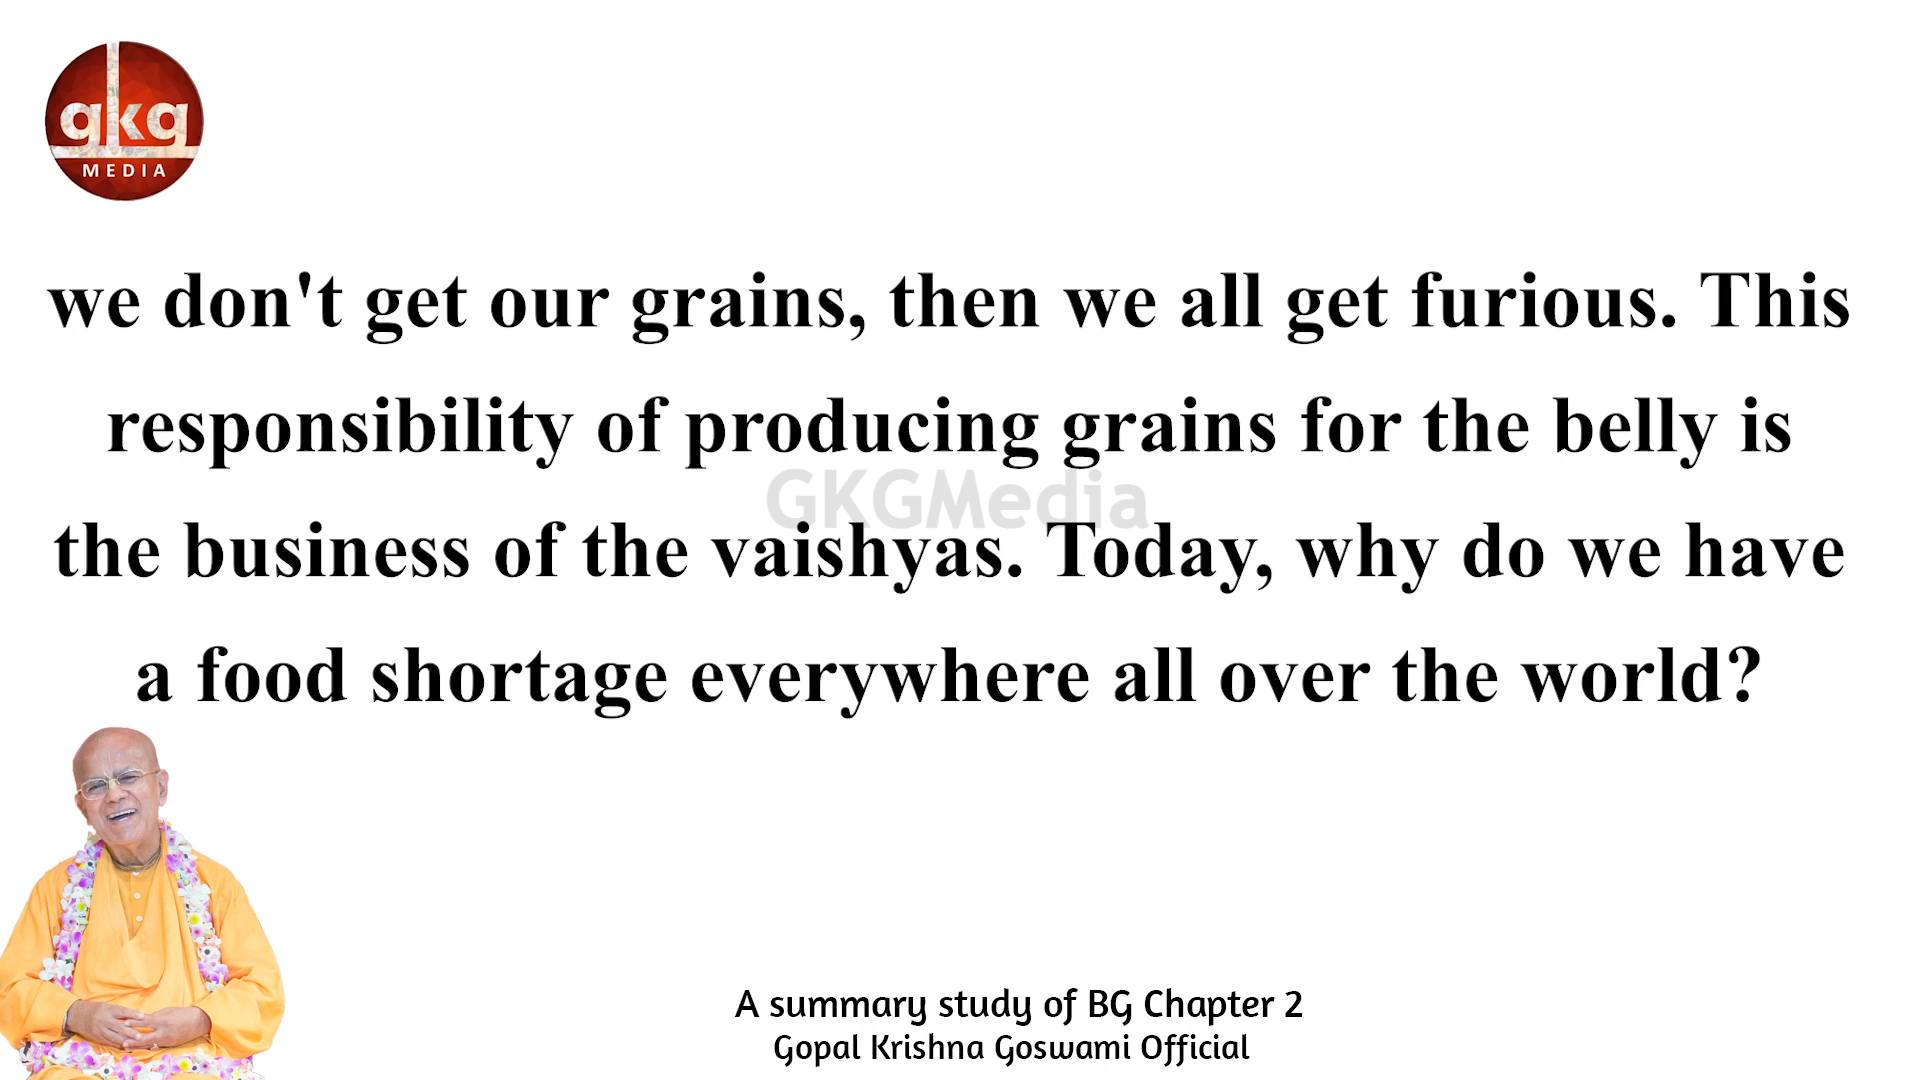 gkg
MEDIA
we don't get our grains, then we all get furious. This
responsibility of producing grains for the belly is
GKGMedia
the business of the vaishyas. Today, why do we have
a food shortage everywhere all over the world?
A summary study of BG Chapter 2
Gopal Krishna Goswami Official